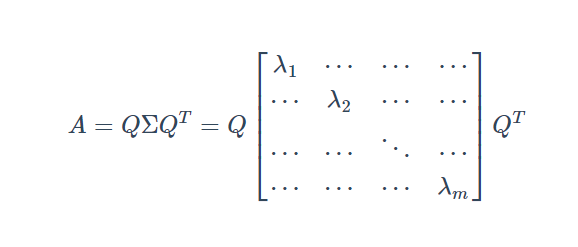 A = QΣQ^T = Q [ λ_1 ⋯ ⋯ ⋯
⋯ λ_2 ⋯ ⋯
⋯ ⋯ ⋱ ⋯
⋯ ⋯ ⋯ λ_m ] Q^T